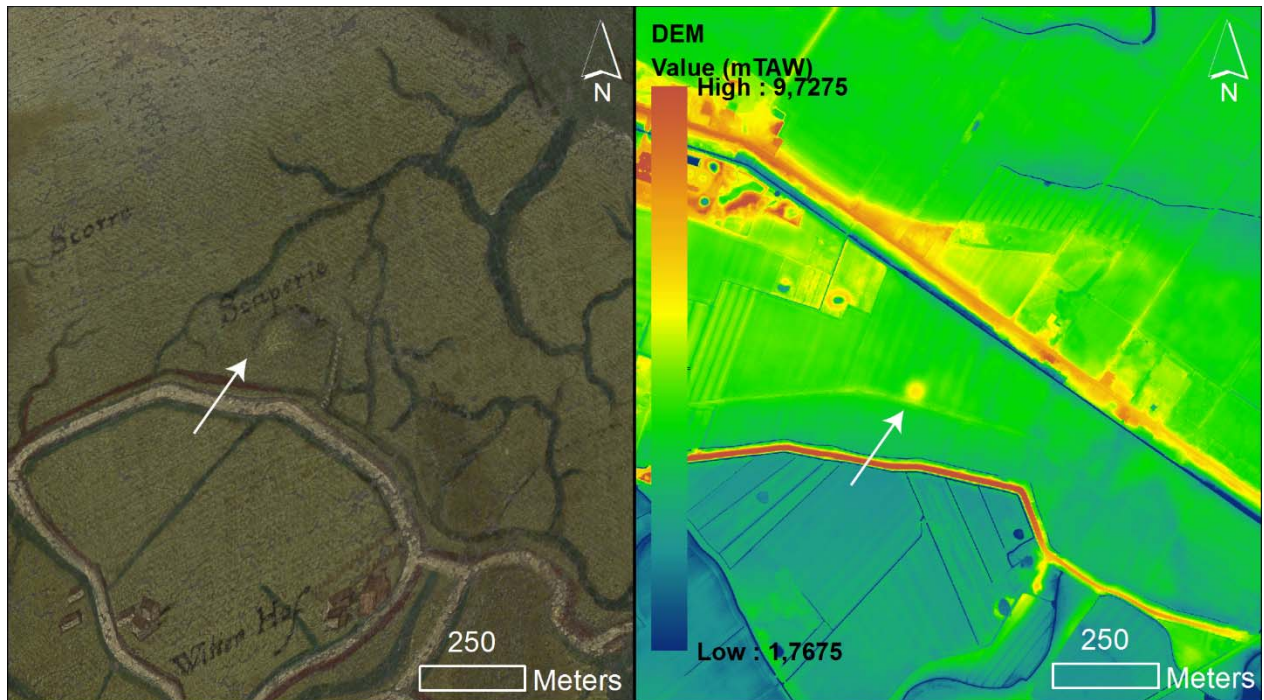 N
Scorre
Scaperie
Witten Hof
250
Meters
DEM
Value (mTAW)
High : 9,7275
Low : 1,7675
N
250
Meters